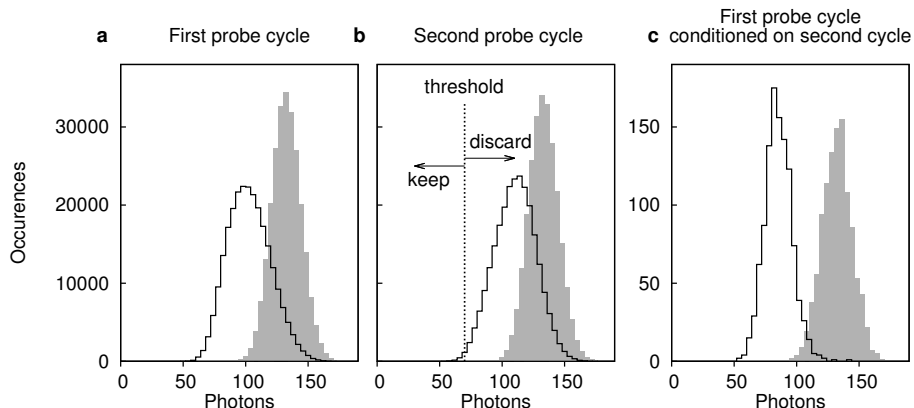 First probe cycle
a First probe cycle b Second probe cycle c conditioned on second cycle
threshold
discard
keep
Occurences
30000
20000
10000
0
150
100
50
0
0 50 100 150 0 50 100 150 0 50 100 150
Photons Photons Photons